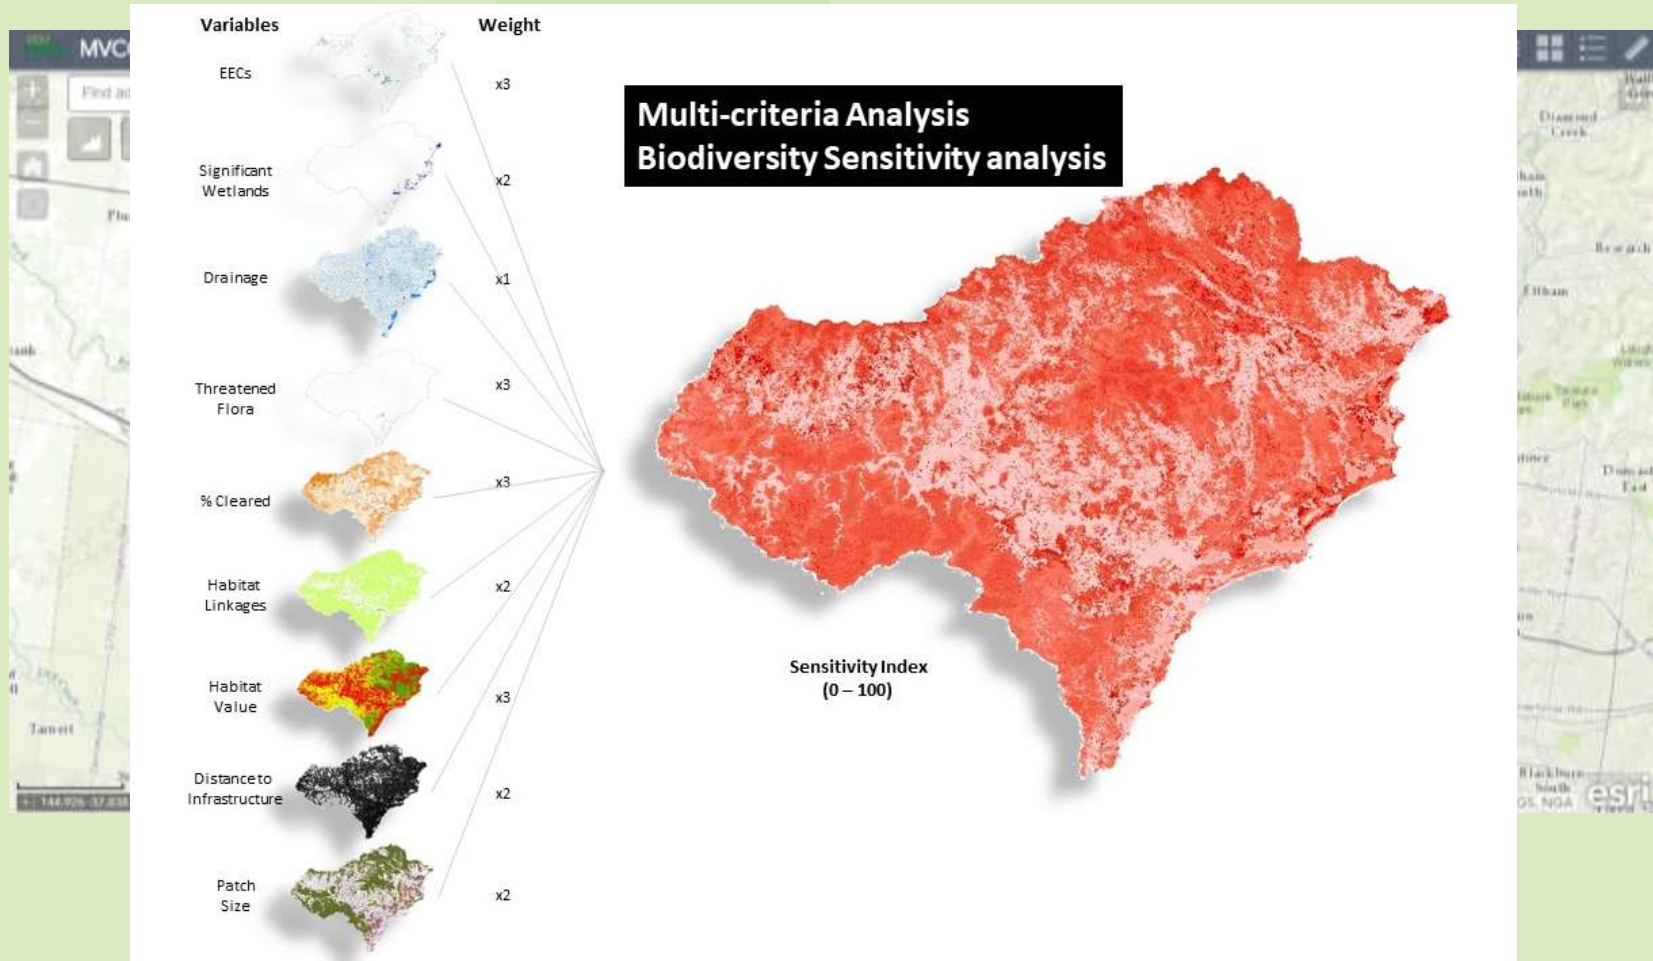 Variables
Weight
EECs
x3
Significant
Wetlands
x2
Drainage
x1
Threatened
Flora
x3
% Cleared
x3
Habitat
Linkages
x2
Habitat
Value
x3
Distance to
Infrastructure
x2
Patch
Size
x2
Multi-criteria Analysis
Biodiversity Sensitivity analysis
Sensitivity Index
(0 – 100)
MVC
Find ad
Diamond
Creek
Research
Eltham
esri